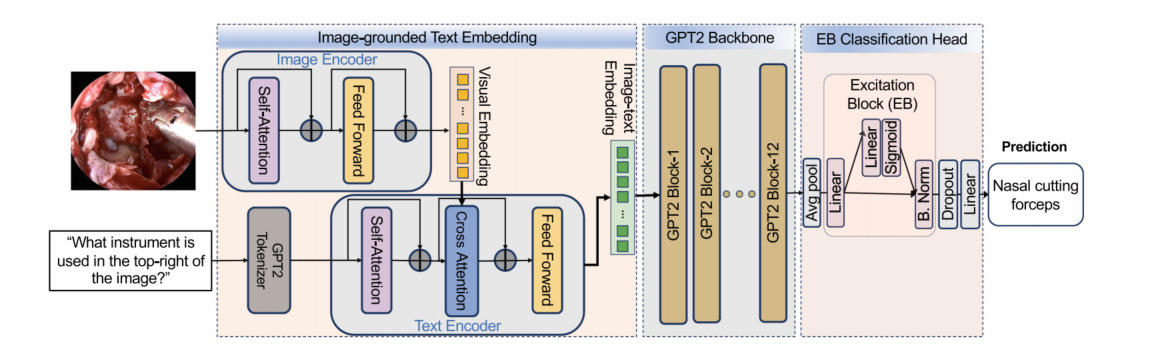 Image-grounded Text Embedding
Image Encoder
Self-Attention
Feed Forward
Visual Embedding
...
“What instrument is
used in the top-right of
the image?”
GPT2
Tokenizer
Self-Attention
Cross Attention
Feed Forward
Text Encoder
Image-text
Embedding
...
GPT2 Backbone
GPT2 Block-1
GPT2 Block-2
GPT2 Block-12
EB Classification Head
Excitation
Block (EB)
Avg pool
Linear
Linear
Sigmoid
B. Norm
Dropout
Linear
Prediction
Nasal cutting
forceps